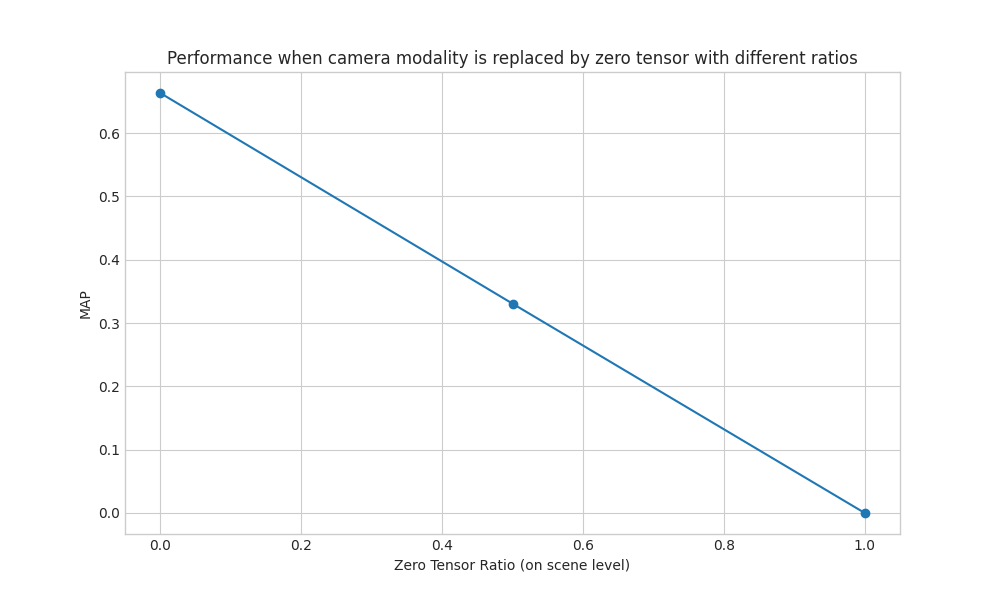 Performance when camera modality is replaced by zero tensor with different ratios
MAP
0.6
0.5
0.4
0.3
0.2
0.1
0.0
0.0 0.2 0.4 0.6 0.8 1.0
Zero Tensor Ratio (on scene level)